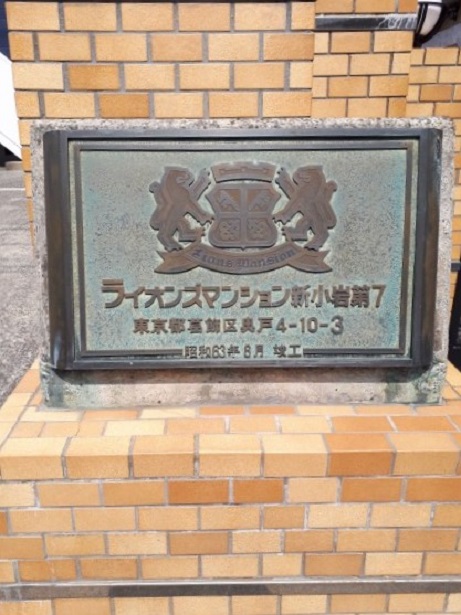 Lions Mansion
ライオンズマンション新小岩第7
東京都葛飾区奥戸4-10-3
昭和63年6月 竣工